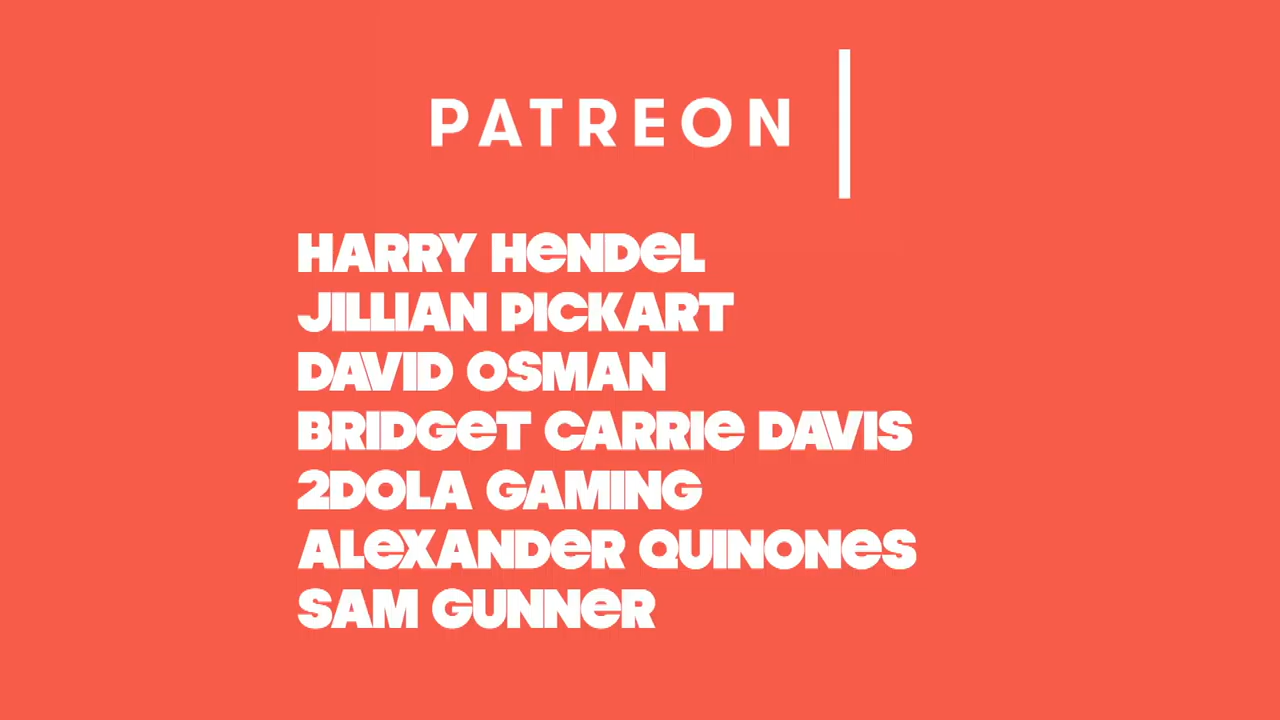 PATREON
HARRY HeNDeL
JILLIAN PICKART
DAVID OSMAN
BRIDGeT CARRIe DAVIS
2DOLA GAMING
ALeXANDeR QUINONeS
SAM GUNNeR